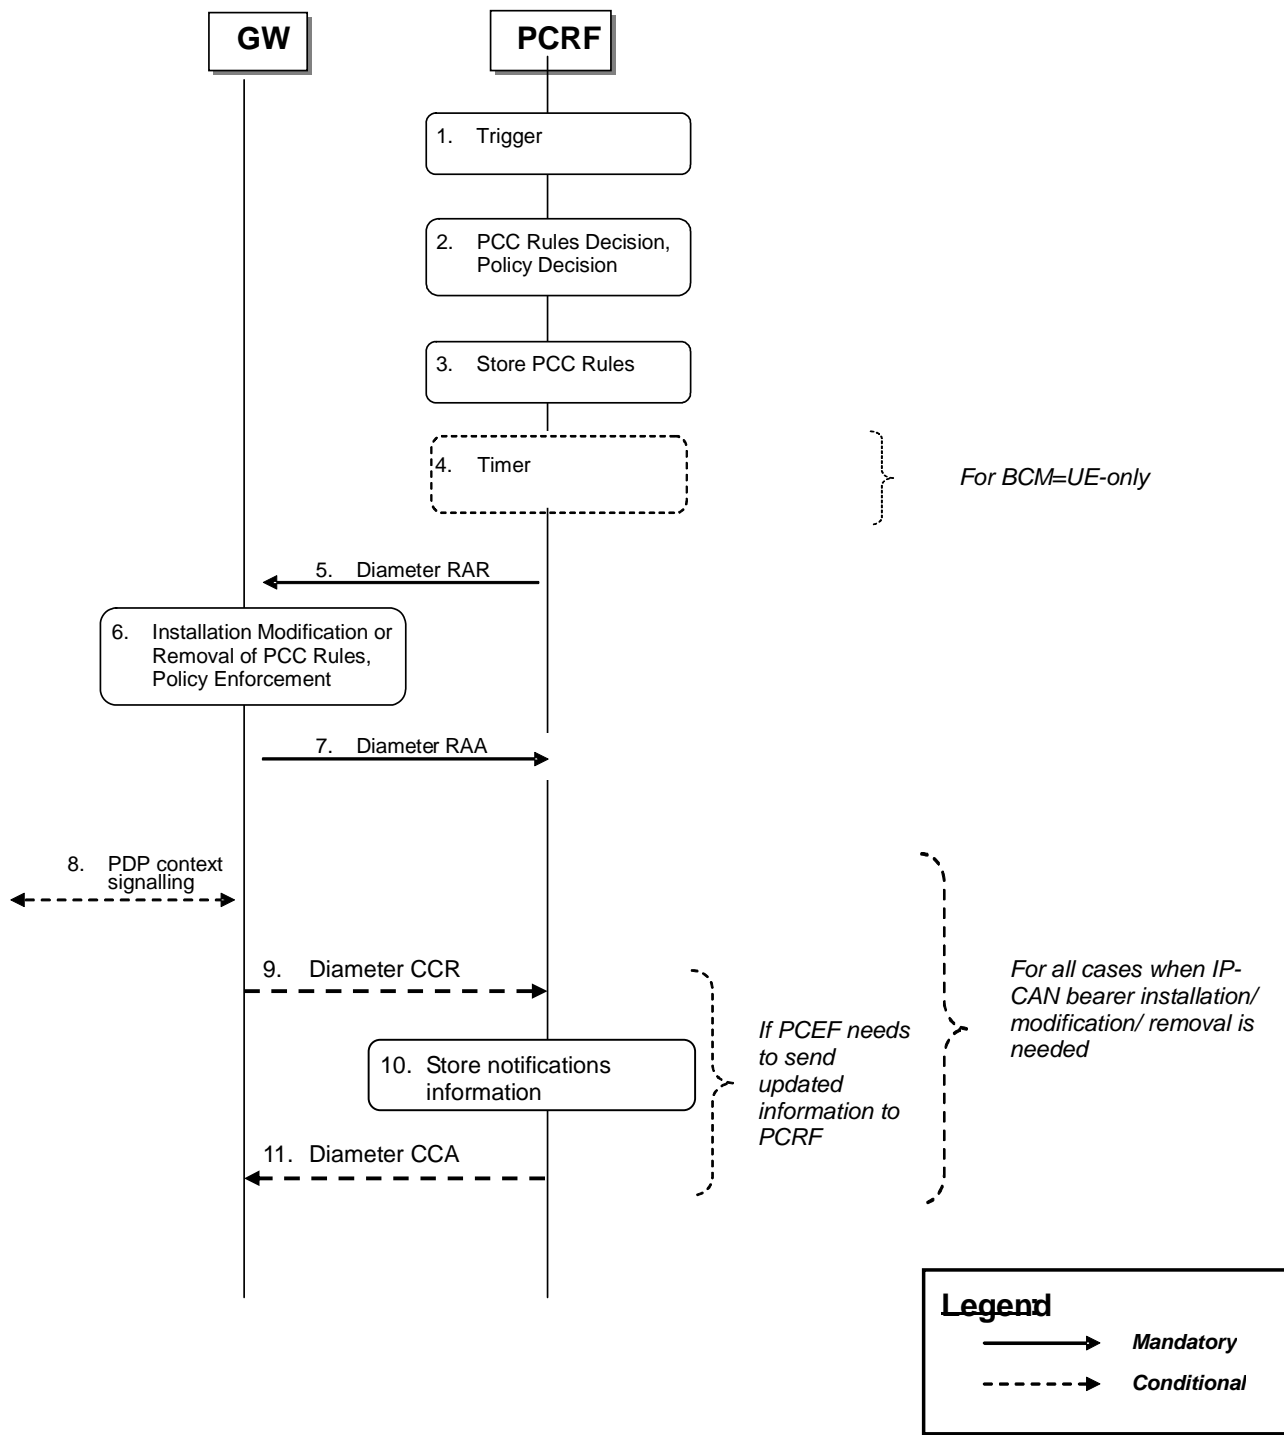 GW
PCRF
1. Trigger
2. PCC Rules Decision,
Policy Decision
3. Store PCC Rules
4. Timer
For BCM=UE-only
5. Diameter RAR
6. Installation Modification or
Removal of PCC Rules,
Policy Enforcement
7. Diameter RAA
8. PDP context
signalling
9. Diameter CCR
10. Store notifications
information
11. Diameter CCA
If PCEF needs
to send
updated
information to
PCRF
For all cases when IP-
CAN bearer installation/
modification/ removal is
needed
Legend:
Mandatory
Conditional